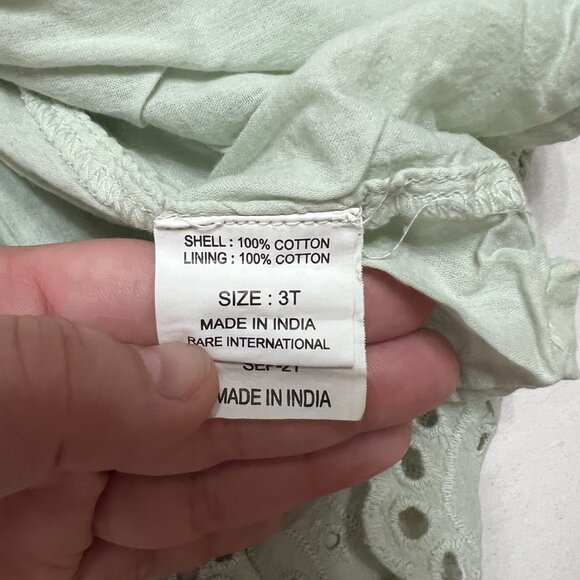 SHELL : 100% COTTON
LINING : 100% COTTON
SIZE : 3T
MADE IN INDIA
RARE INTERNATIONAL
MADE IN INDIA